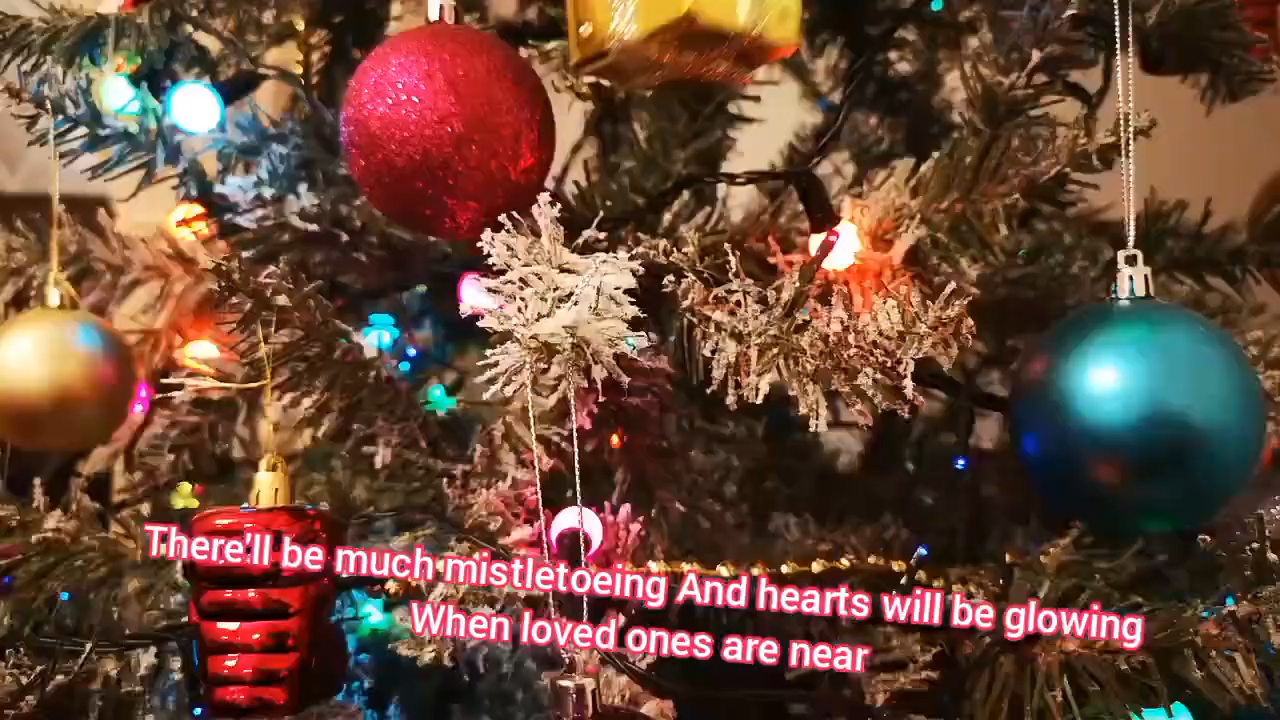 There'll be much mistletoeing And hearts will be glowing
When loved ones are near